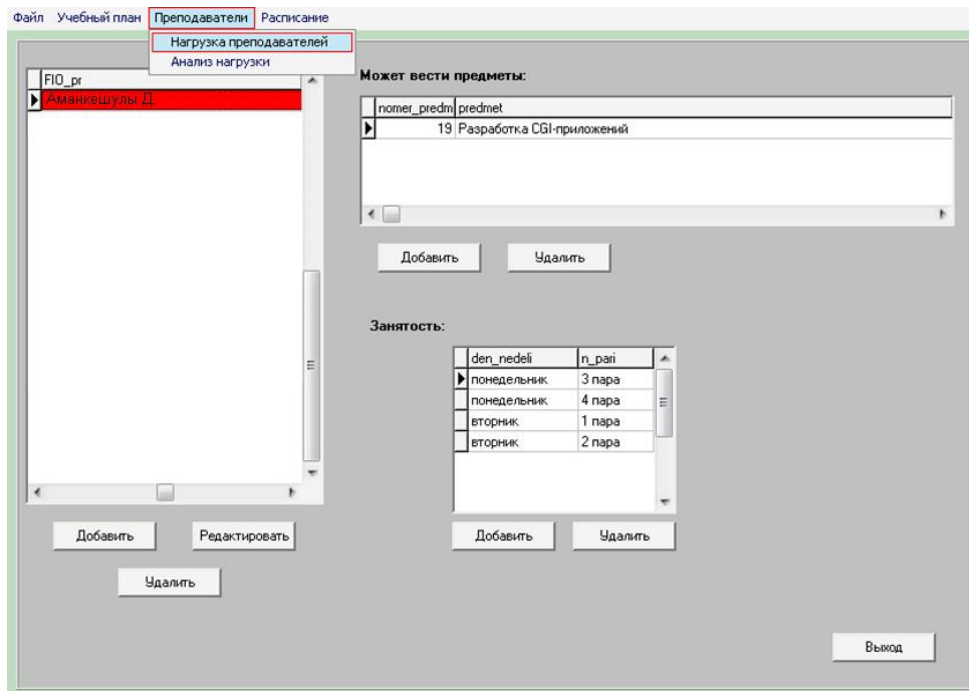 Файл Учебный план Преподаватели Расписание
Нагрузка преподавателей
Анализ нагрузки
FIO_pr
Аманкешулы Д.
Может вести предметы:
nomer_predm predmet
19 Разработка CGI-приложений
Добавить Удалить
Занятость:
den_nedeli n_pari
понедельник 3 пара
понедельник 4 пара
вторник 1 пара
вторник 2 пара
Добавить Редактировать
Добавить Удалить
Удалить
Выход